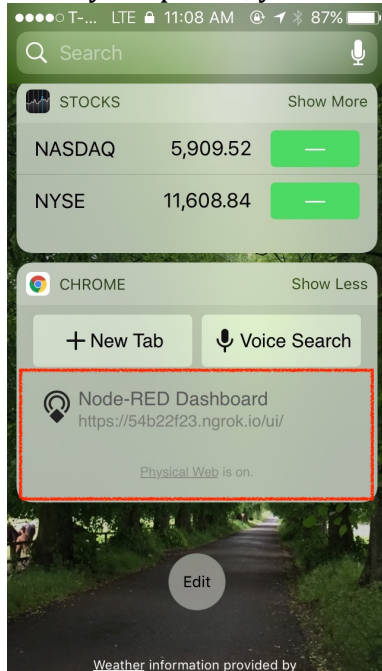 T-... LTE 11:08 AM 87%
Search
STOCKS Show More
NASDAQ 5,909.52 —
NYSE 11,608.84 —
CHROME Show Less
+ New Tab Voice Search
Node-RED Dashboard
https://54b22f23.ngrok.io/ui/
Physical Web is on.
Edit
Weather information provided by